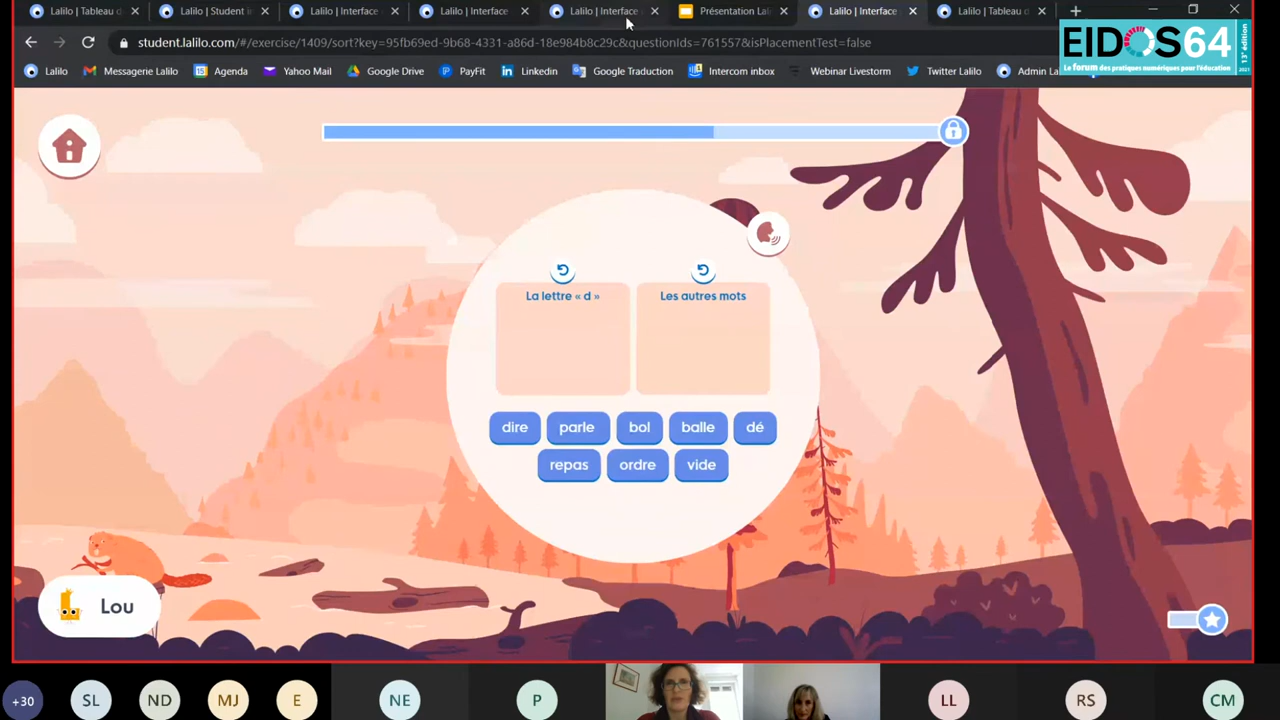 Lalilo | Tableau d
Lalilo | Student in
Lalilo | Interface
Lalilo | Interface
Lalilo | Interface
Présentation Lal
Lalilo | Interface
Lalilo | Tableau d
student.lalilo.com/#/exercise/1409/sort?key=95fb69ed-9b68-4331-a86d-18e984b8c29c&questionIds=761557&isPlacementTest=false
EIDOS64
Le forum des pratiques numériques pour l'éducation
13e édition
2021
Lalilo
Messagerie Lalilo
Agenda
Yahoo Mail
Google Drive
PayFit
LinkedIn
Google Traduction
Intercom inbox
Webinar Livestorm
Twitter Lalilo
Admin La
La lettre « d »
Les autres mots
dire parle bol balle dé
repas ordre vide
Lou
+30 SL ND MJ E NE P LL RS CM